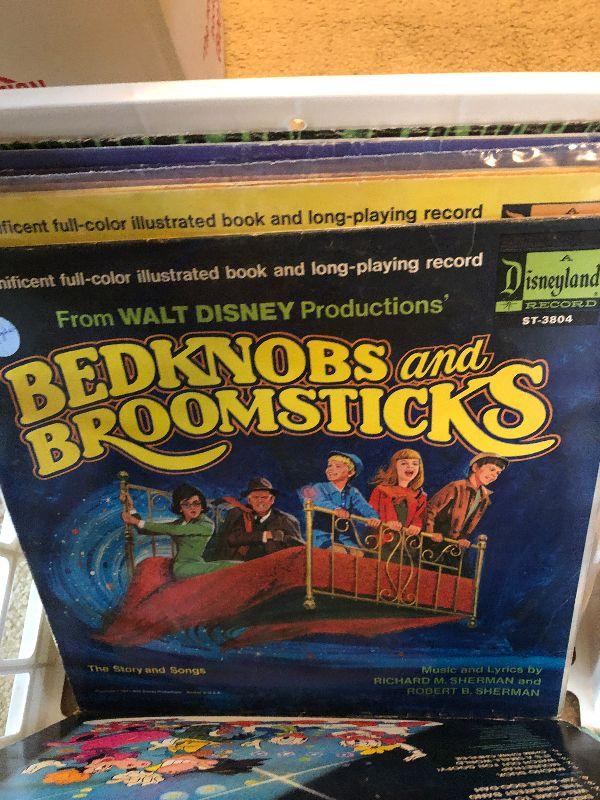 ficent full-color illustrated book and long-playing record
nificent full-color illustrated book and long-playing record
A
Disneyland
RECORD
ST-3804
From WALT DISNEY Productions'
BEDKNOBS and
BROOMSTICKS
The Story and Songs
Music and Lyrics by
RICHARD M. SHERMAN and
ROBERT B. SHERMAN